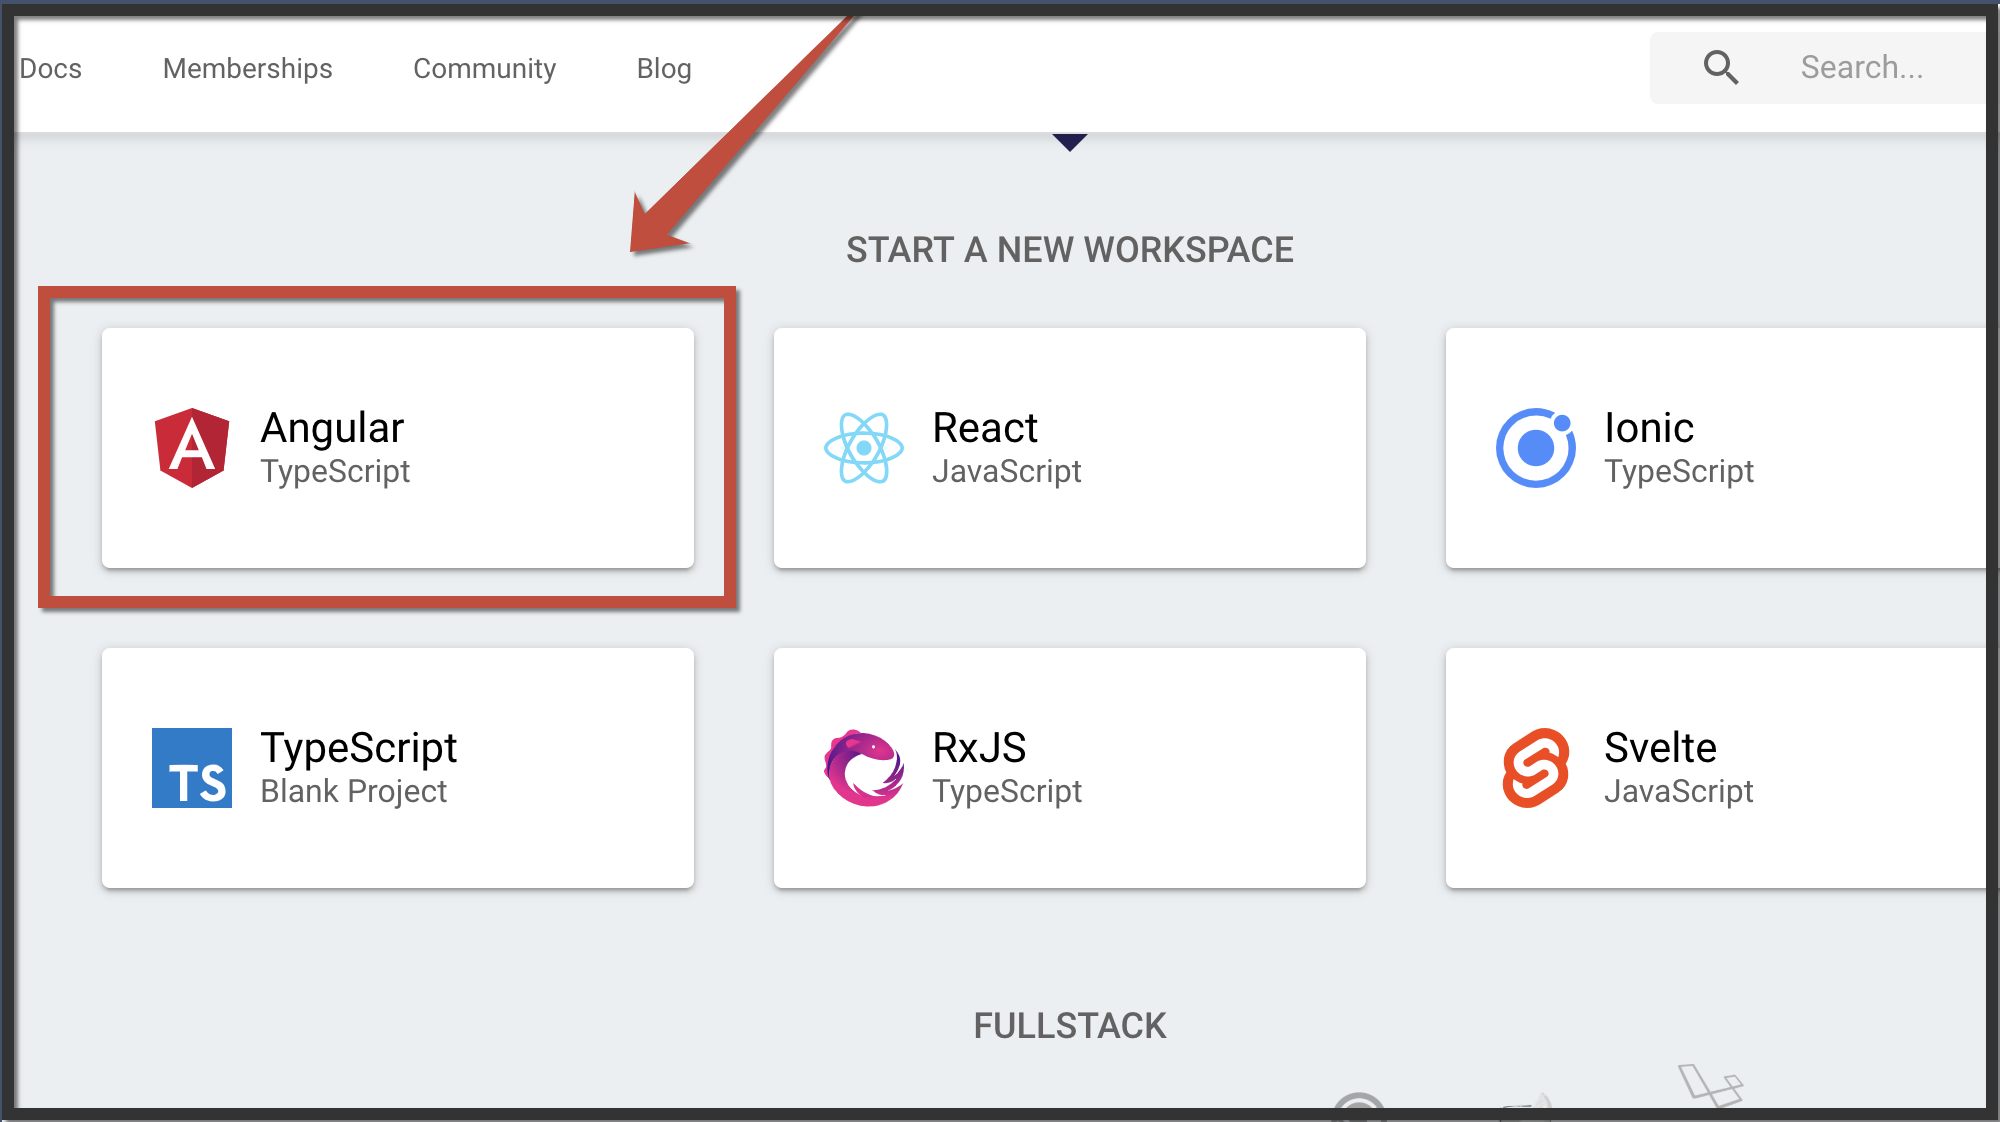 Docs Memberships Community Blog Search...
START A NEW WORKSPACE
Angular
TypeScript
React
JavaScript
Ionic
TypeScript
TS
TypeScript
Blank Project
RxJS
TypeScript
Svelte
JavaScript
FULLSTACK